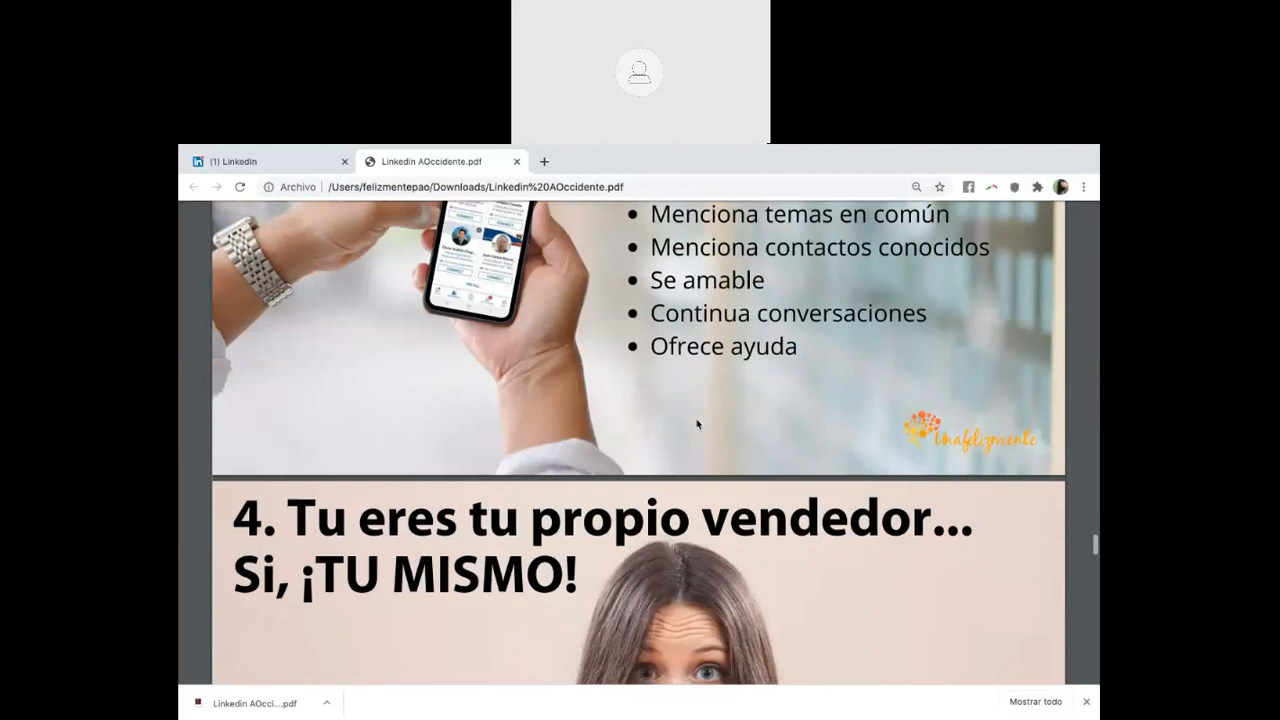 (1) LinkedIn
Linkedin AOccidente.pdf
Archivo
/Users/felizmentepao/Downloads/Linkedin%20AOccidente.pdf
Menciona temas en común
Menciona contactos conocidos
Se amable
Continua conversaciones
Ofrece ayuda
Unafelizmente
4. Tu eres tu propio vendedor...
Si, ¡TU MISMO!
Linkedin AOcci....pdf
Mostrar todo